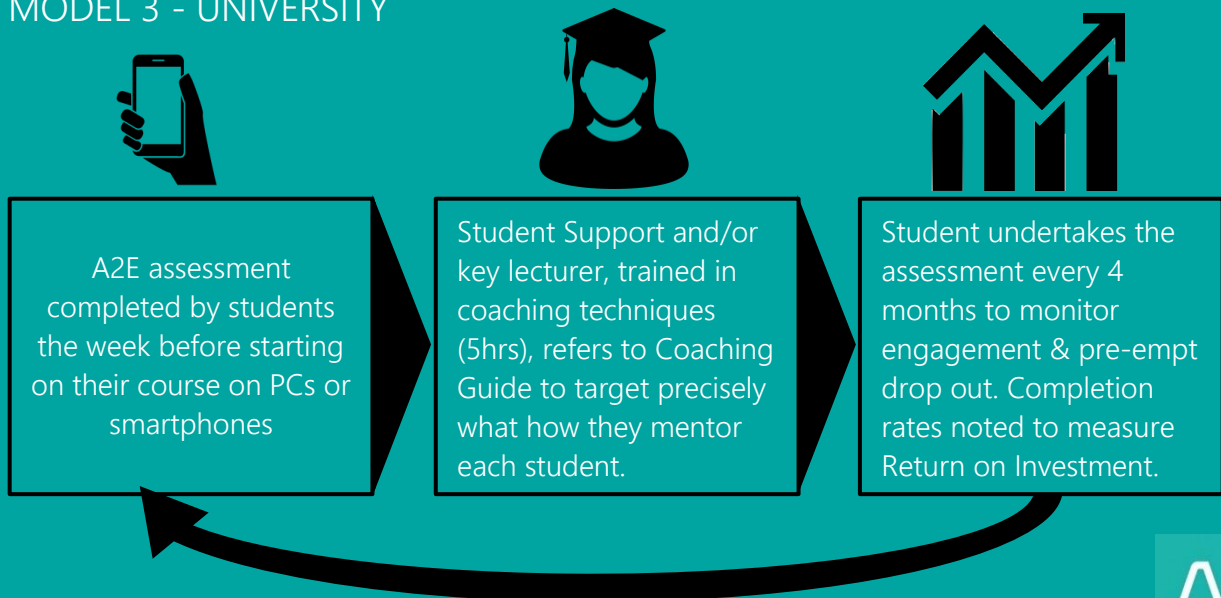 MODEL 3 - UNIVERSITY
A2E assessment
completed by students
the week before starting
on their course on PCs or
smartphones
Student Support and/or
key lecturer, trained in
coaching techniques
(5hrs), refers to Coaching
Guide to target precisely
what how they mentor
each student.
Student undertakes the
assessment every 4
months to monitor
engagement & pre-empt
drop out. Completion
rates noted to measure
Return on Investment.